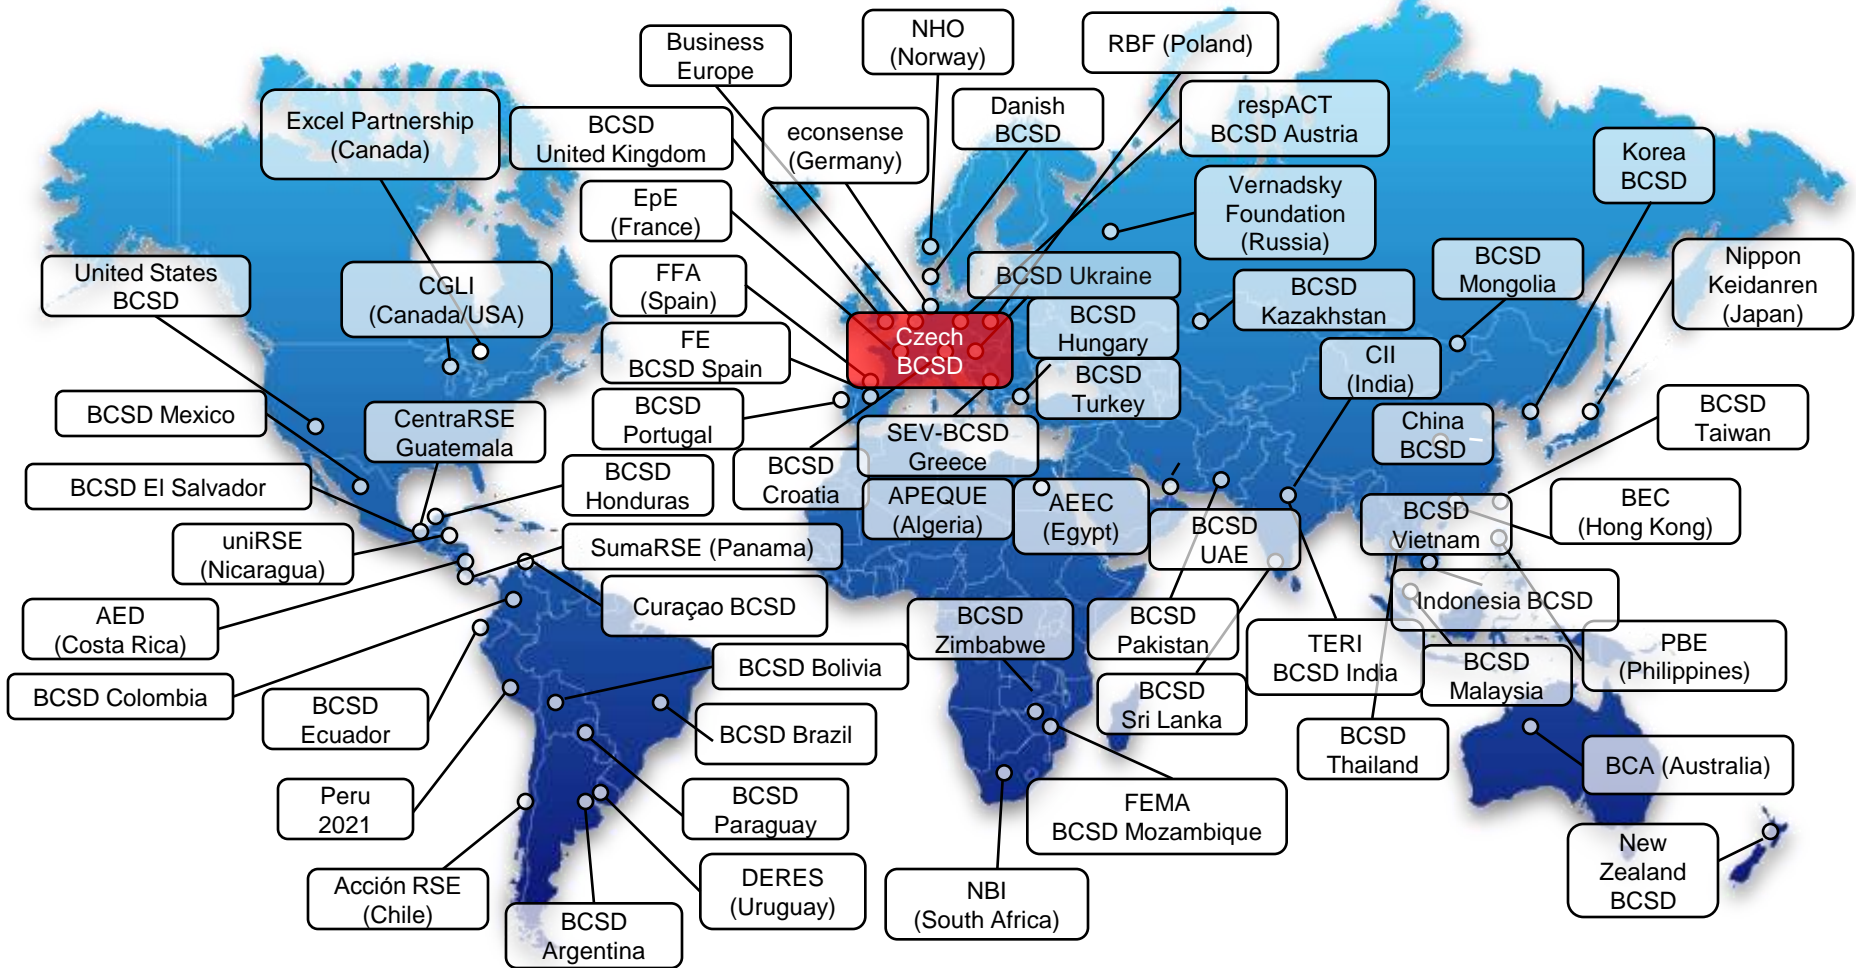 Business
Europe
NHO
(Norway)
RBF (Poland)
Excel Partnership
(Canada)
BCSD
United Kingdom
econsense
(Germany)
Danish
BCSD
respACT
BCSD Austria
Korea
BCSD
EpE
(France)
Vernadsky
Foundation
(Russia)
United States
BCSD
CGLI
(Canada/USA)
FFA
(Spain)
BCSD Ukraine
BCSD
Kazakhstan
BCSD
Mongolia
Nippon
Keidanren
(Japan)
FE
BCSD Spain
Czech
BCSD
BCSD
Hungary
CII
(India)
BCSD Mexico
CentraRSE
Guatemala
BCSD
Portugal
BCSD
Turkey
China
BCSD
BCSD
Taiwan
SEV-BCSD
Greece
BCSD El Salvador
BCSD
Honduras
BCSD
Croatia
APEQUE
(Algeria)
AEEC
(Egypt)
BCSD
UAE
BCSD
Vietnam
BEC
(Hong Kong)
uniRSE
(Nicaragua)
SumaRSE (Panama)
AED
(Costa Rica)
Curaçao BCSD
BCSD
Zimbabwe
BCSD
Pakistan
TERI
BCSD India
Indonesia BCSD
BCSD
Malaysia
PBE
(Philippines)
BCSD Colombia
BCSD
Ecuador
BCSD Bolivia
BCSD
Sri Lanka
BCSD Brazil
BCSD
Thailand
BCA (Australia)
Peru
2021
BCSD
Paraguay
FEMA
BCSD Mozambique
New
Zealand
BCSD
Acción RSE
(Chile)
BCSD
Argentina
DERES
(Uruguay)
NBI
(South Africa)